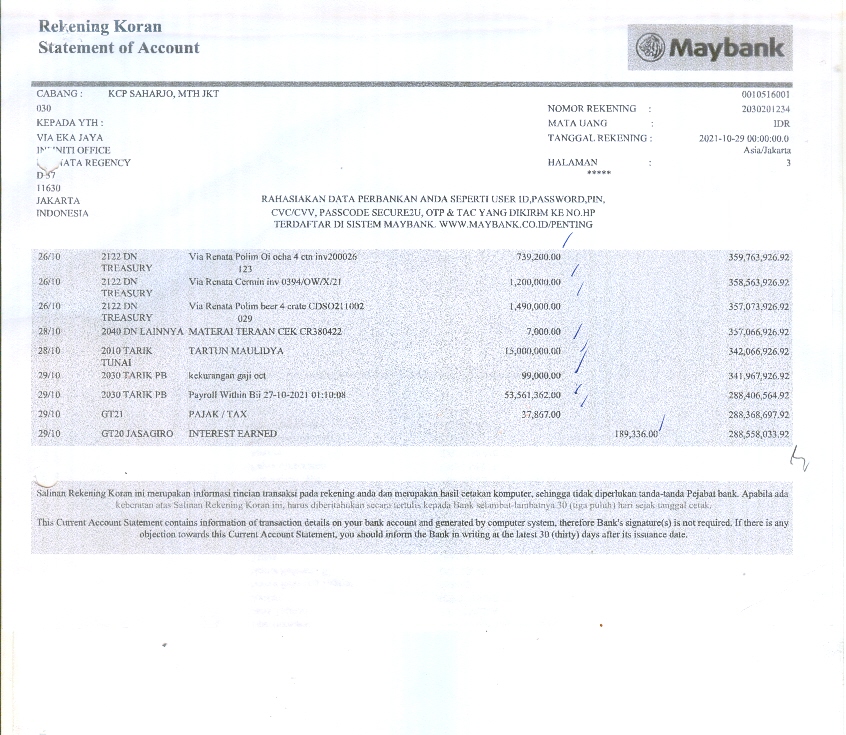 Rekening Koran
Statement of Account
Maybank
CABANG : KCP SAHARJO, MTH JKT 0010516001
030 NOMOR REKENING : 2030201234
KEPADA YTH : MATA UANG : IDR
VIA EKA JAYA TANGGAL REKENING : 2021-10-29 00:00:00.0
OFFICE Asia/Jakarta
REGENCY HALAMAN : 3
*****
11630
JAKARTA RAHASIAKAN DATA PERBANKAN ANDA SEPERTI USER ID,PASSWORD,PIN,
INDONESIA CVC/CVV, PASSCODE SECURE2U, OTP & TAC YANG DIKIRIM KE NO.HP
TERDAFTAR DI SISTEM MAYBANK. WWW.MAYBANK.CO.ID/PENTING
26/10 2122 DN Via Renata Polim Oi ocha 4 ctn inv200026 739,200.00 359,763,926.92
TREASURY 123
26/10 2122 DN Via Renata Cermin inv 0394/OW/X/21 1,200,000.00 358,563,926.92
TREASURY
26/10 2122 DN Via Renata Polim beer 4 crate CDSO211002 1,490,000.00 357,073,926.92
TREASURY 029
28/10 2040 DN LAINNYA MATERAI TERAAN CEK CR380422 7,000.00 357,066,926.92
28/10 2010 TARIK TARTUN MAULIDYA 15,000,000.00 342,066,926.92
TUNAI
29/10 2030 TARIK PB kekurangan gaji oct 99,000.00 341,967,926.92
29/10 2030 TARIK PB Payroll Within Bii 27-10-2021 01:10:08 53,561,362.00 288,406,564.92
29/10 GT21 PAJAK / TAX 37,867.00 288,368,697.92
29/10 GT20 JASAGIRO INTEREST EARNED 189,336.00 288,558,033.92
Salinan Rekening Koran ini merupakan informasi rincian transaksi pada rekening anda dan merupakan hasil cetakan komputer, sehingga tidak diperlukan tanda-tanda Pejabat bank. Apabila ada
keberatan atas Salinan Rekening Koran ini, harus diberitahukan secara tertulis kepada Bank selambat-lambatnya 30 (tiga puluh) hari sejak tanggal cetak.
This Current Account Statement contains information of transaction details on your bank account and generated by computer system, therefore Bank's signature(s) is not required. If there is any
objection towards this Current Account Statement, you should inform the Bank in writing at the latest 30 (thirty) days after its issuance date.